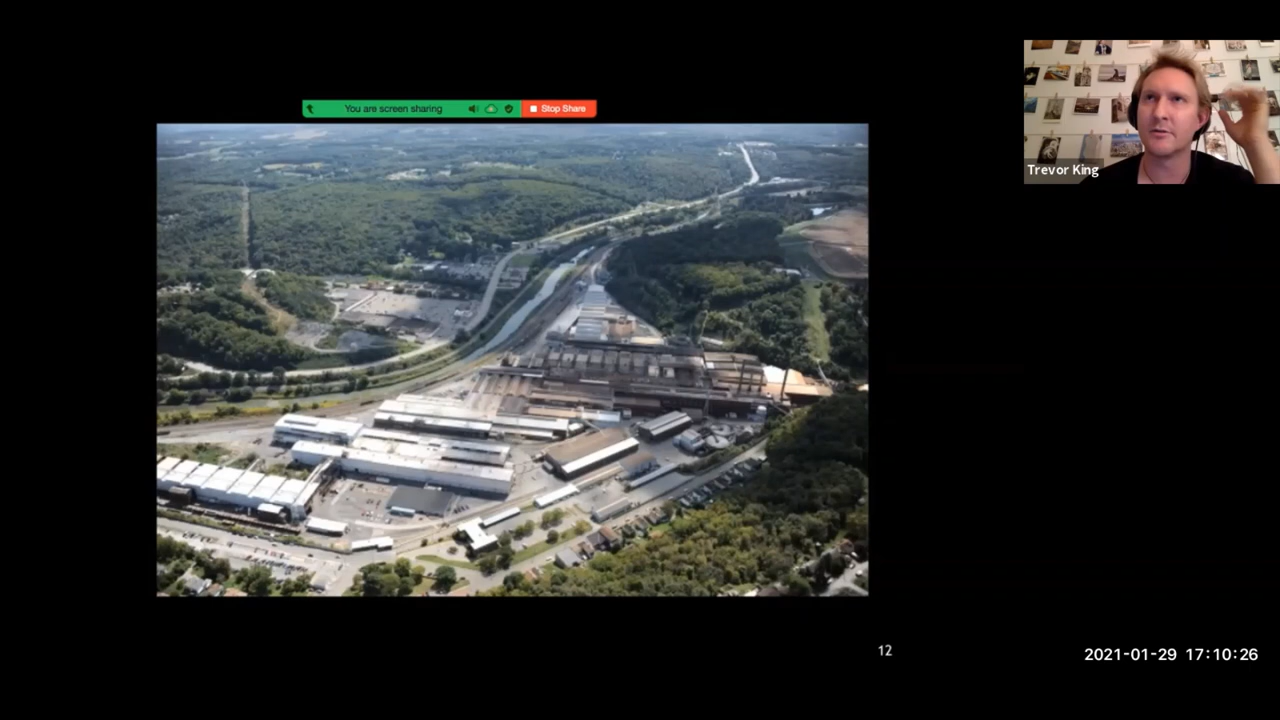 You are screen sharing
Stop Share
Trevor King
12
2021-01-29 17:10:26